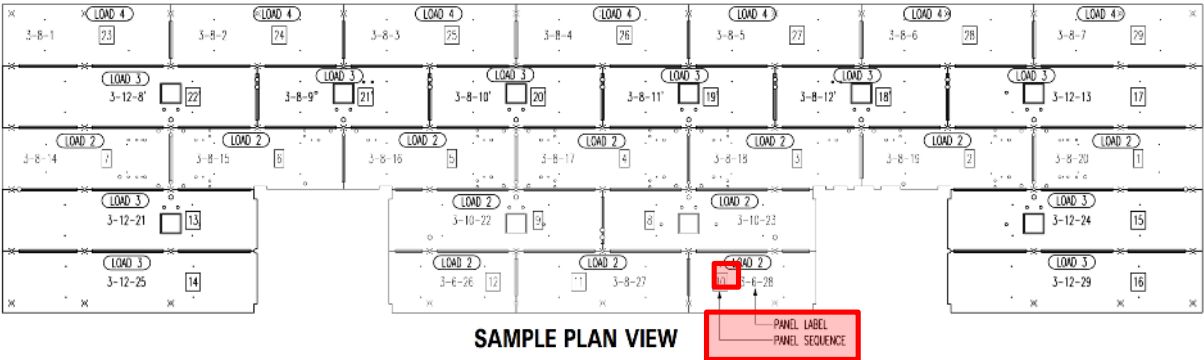 LOAD 4 LOAD 4 LOAD 4 LOAD 4 LOAD 4 LOAD 4 LOAD 4
3-8-1 23 3-8-2 24 3-8-3 25 3-8-4 26 3-8-5 27 3-8-6 28 3-8-7 29
LOAD 3 LOAD 3 LOAD 3 LOAD 3 LOAD 3 LOAD 3
3-12-8' 22' 3-8-9" 21' 3-8-10' 20' 3-8-11' 19' 3-8-12' 18' 3-12-13 17
LOAD 2 LOAD 2 LOAD 2 LOAD 2 LOAD 2 LOAD 2 LOAD 2
3-8-14 7 3-8-15 6 3-8-16 5 3-8-17 4 3-8-18 3 3-8-19 2 3-8-20 1
LOAD 3 LOAD 2 LOAD 2 LOAD 3
3-12-21 13 3-10-22 9 8 3-10-23 3-12-24 15
LOAD 3 LOAD 2 LOAD 2 LOAD 2 LOAD 3
3-12-25 14 3-6-26 12 11 3-8-27 10 3-6-28 3-12-29 16
SAMPLE PLAN VIEW
PANEL LABEL
PANEL SEQUENCE